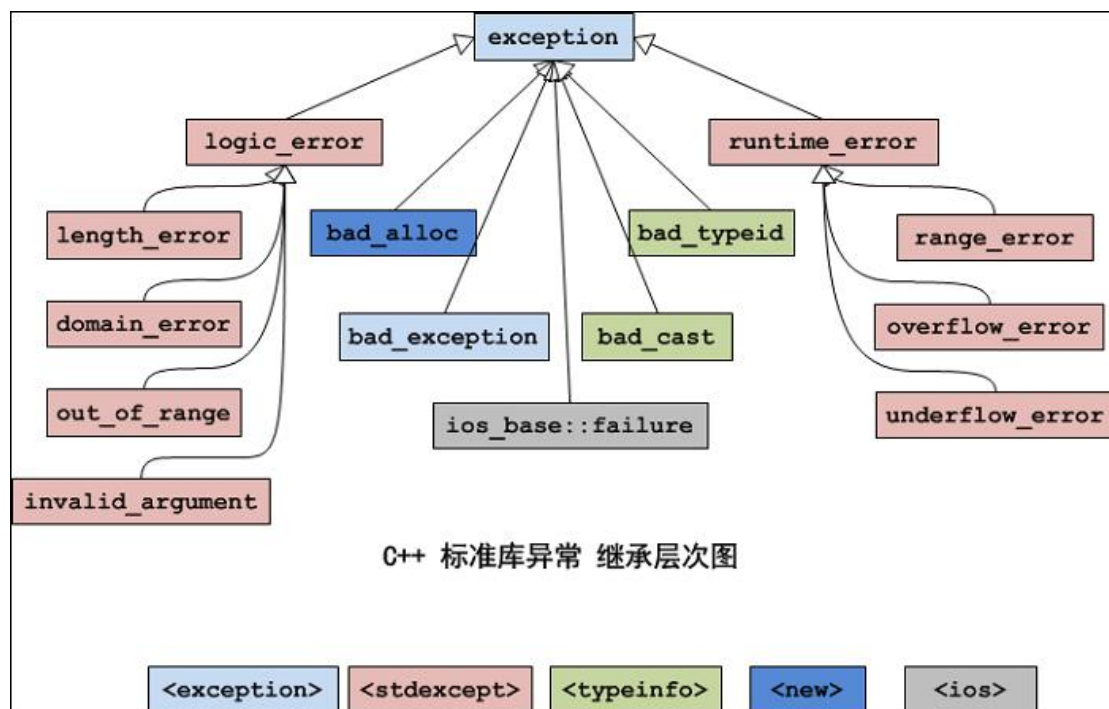 exception
logic_error
runtime_error
length_error
bad_alloc
bad_typeid
range_error
domain_error
bad_exception
bad_cast
overflow_error
out_of_range
ios_base::failure
underflow_error
invalid_argument
C++ 标准库异常 继承层次图
<exception>
<stdexcept>
<typeinfo>
<new>
<ios>